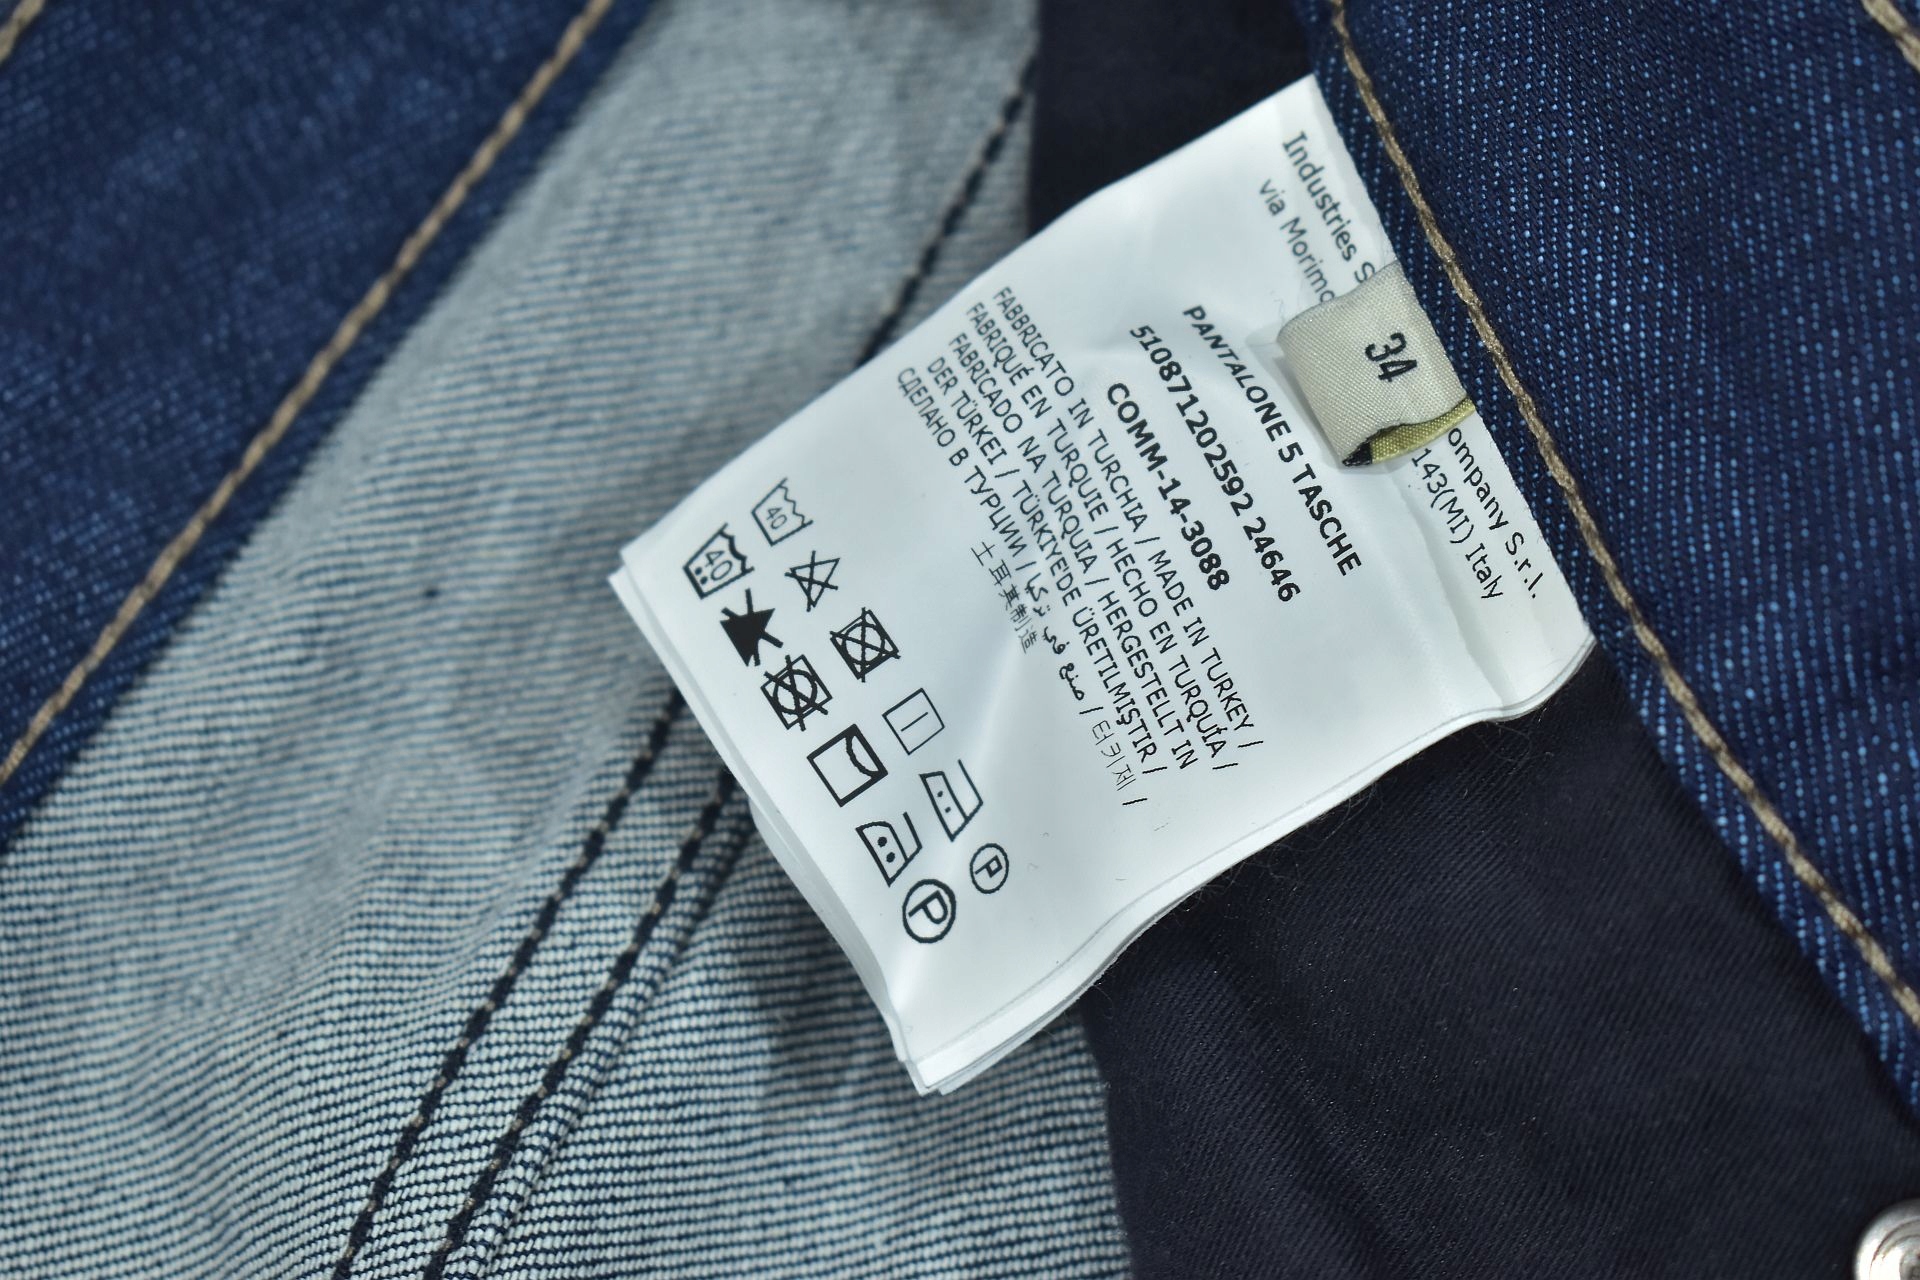 Industries S
ompany S.r.l.
via Morimo
143(MI) Italy
34
PANTALONE 5 TASCHE
5108712025592 24646
COMM-14-3088
FABBRICATO IN TURCHIA / MADE IN TURKEY /
FABRIQUÉ EN TURQUIE / HECHO EN TURQUÍA /
FABRICADO NA TURQUIA / HERGESTELLT IN
DER TÜRKEI / TÜRKIYEDE ÜRETILMIŞTIR /
СДЕЛАНО В ТУРЦИИ / صنع في تركيا / 터키제 /
土耳其制造
40
P
40
P